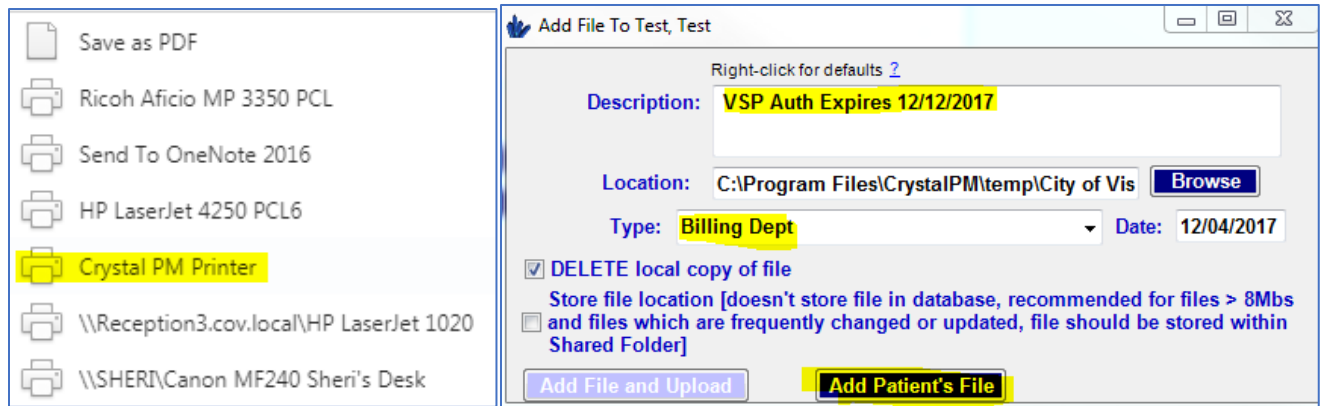 Save as PDF
Ricoh Aficio MP 3350 PCL
Send To OneNote 2016
HP LaserJet 4250 PCL6
Crystal PM Printer
\\Reception3.cov.local\HP LaserJet 1020
\\SHERI\Canon MF240 Sheri's Desk
Add File To Test, Test
Right-click for defaults ?
Description: VSP Auth Expires 12/12/2017
Location: C:\Program Files\CrystalPM\temp\City of Vis Browse
Type: Billing Dept Date: 12/04/2017
DELETE local copy of file
Store file location [doesn't store file in database, recommended for files > 8Mbs
and files which are frequently changed or updated, file should be stored within
Shared Folder]
Add File and Upload Add Patient's File